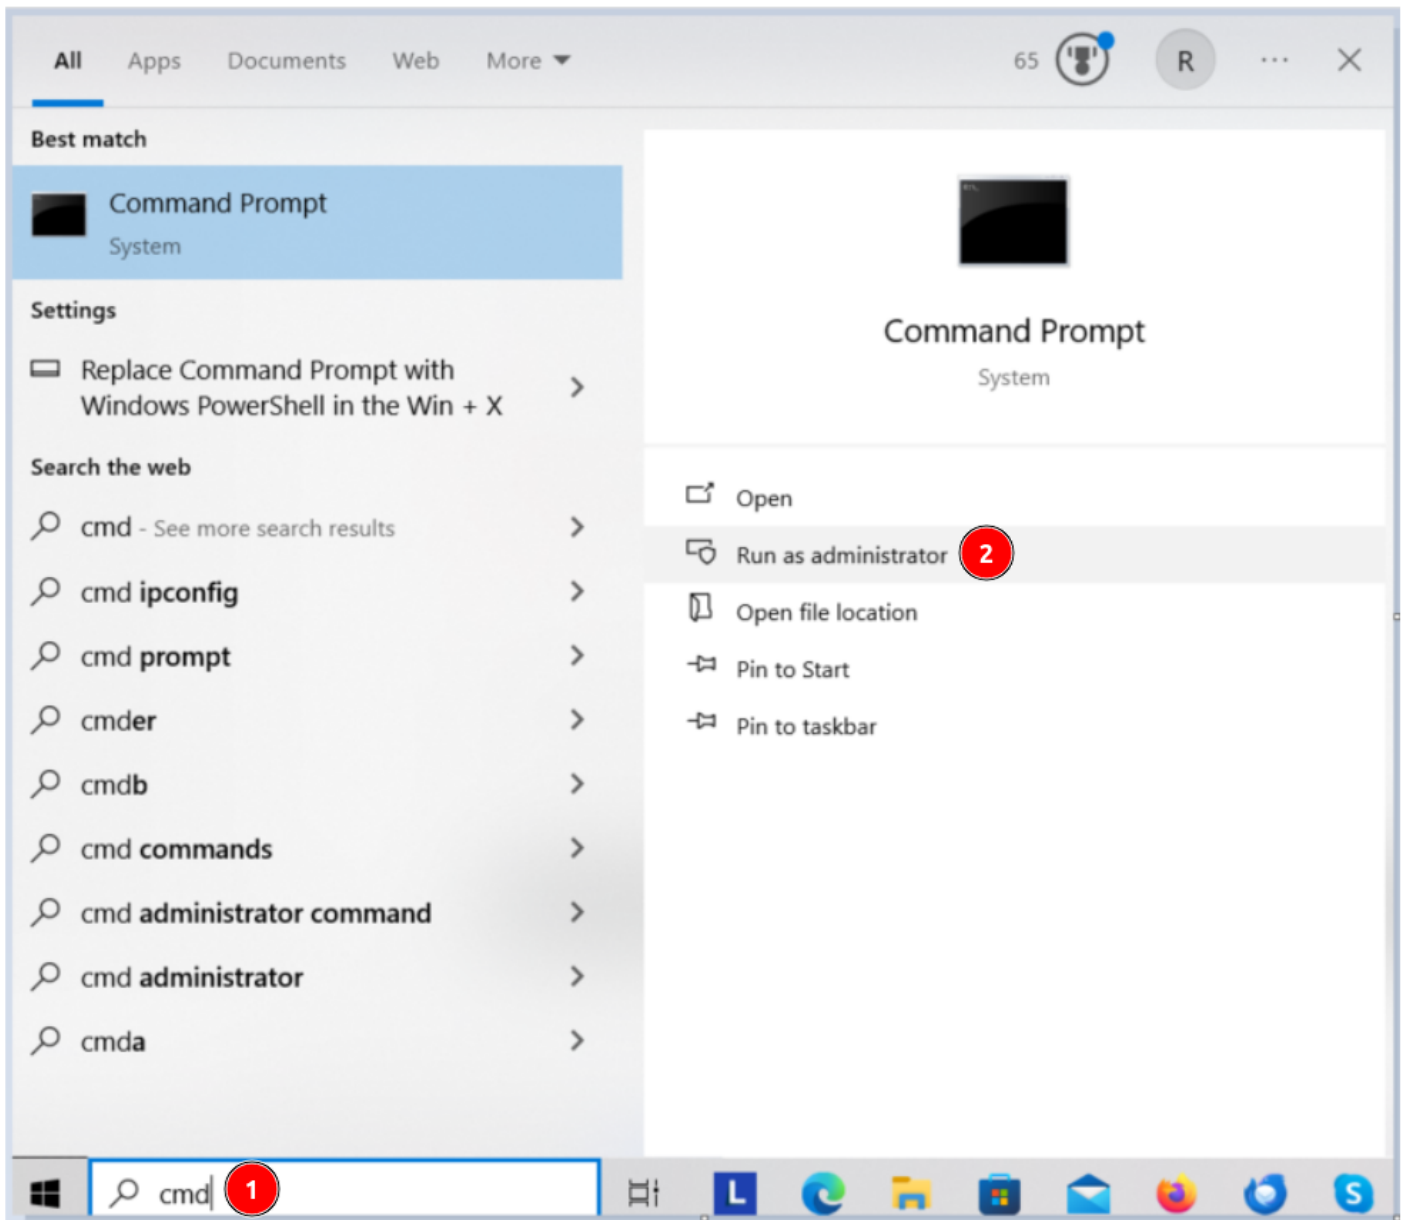 All Apps Documents Web More 65 R ... 
Best match
Command Prompt
System
Settings
Replace Command Prompt with
Windows PowerShell in the Win + X
Search the web
cmd - See more search results
cmd ipconfig
cmd prompt
cmder
cmdb
cmd commands
cmd administrator command
cmd administrator
cmda
Command Prompt
System
Open
Run as administrator 2
Open file location
Pin to Start
Pin to taskbar
cmd 1
L S